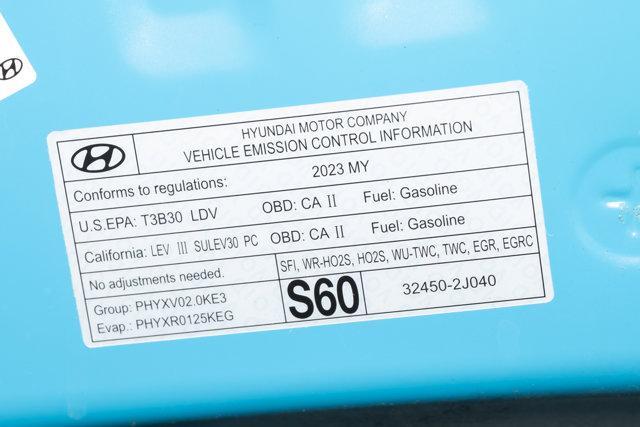 HYUNDAI MOTOR COMPANY
VEHICLE EMISSION CONTROL INFORMATION
Conforms to regulations: 2023 MY
U.S.EPA: T3B30 LDV OBD: CA II Fuel: Gasoline
California: LEV III SULEV30 PC OBD: CA II Fuel: Gasoline
No adjustments needed. SFI, WR-HO2S, HO2S, WU-TWC, TWC, EGR, EGRC
Group: PHYXV02.0KE3
Evap.: PHYXR0125KEG
S60
32450-2J040